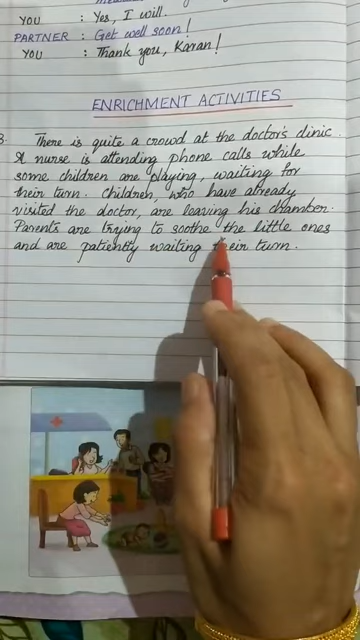 YOU : Yes, I will.
PARTNER : Get well soon!
YOU : Thank you, Karan!
ENRICHMENT ACTIVITIES
3. There is quite a crowd at the doctor's clinic.
A nurse is attending phone calls while
some children are playing, waiting for
their turn. Children, who have already
visited the doctor, are leaving his chamber.
Parents are trying to soothe the little ones
and are patiently waiting their turn.